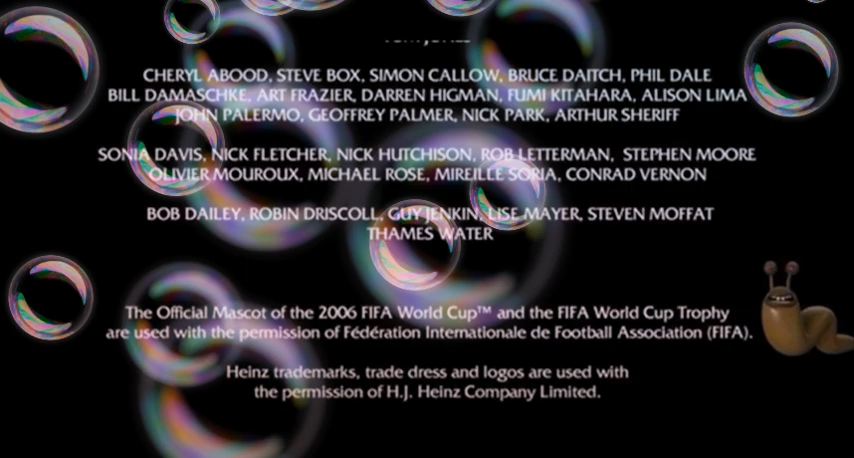 CHERYL ABOOD, STEVE BOX, SIMON CALLOW, BRUCE DAITCH, PHIL DALE
BILL DAMASCHKE, ART FRAZIER, DARREN HIGMAN, FUMI KITAHARA, ALISON LIMA
JOHN PALERMO, GEOFFREY PALMER, NICK PARK, ARTHUR SHERIFF
SONIA DAVIS, NICK FLETCHER, NICK HUTCHISON, ROB LETTERMAN, STEPHEN MOORE
OLIVIER MOUROUX, MICHAEL ROSE, MIREILLE SORIA, CONRAD VERNON
BOB DAILEY, ROBIN DRISCOLL, GUY JENKIN, LISE MAYER, STEVEN MOFFAT
THAMES WATER
The Official Mascot of the 2006 FIFA World Cup™ and the FIFA World Cup Trophy
are used with the permission of Fédération Internationale de Football Association (FIFA).
Heinz trademarks, trade dress and logos are used with
the permission of H.J. Heinz Company Limited.